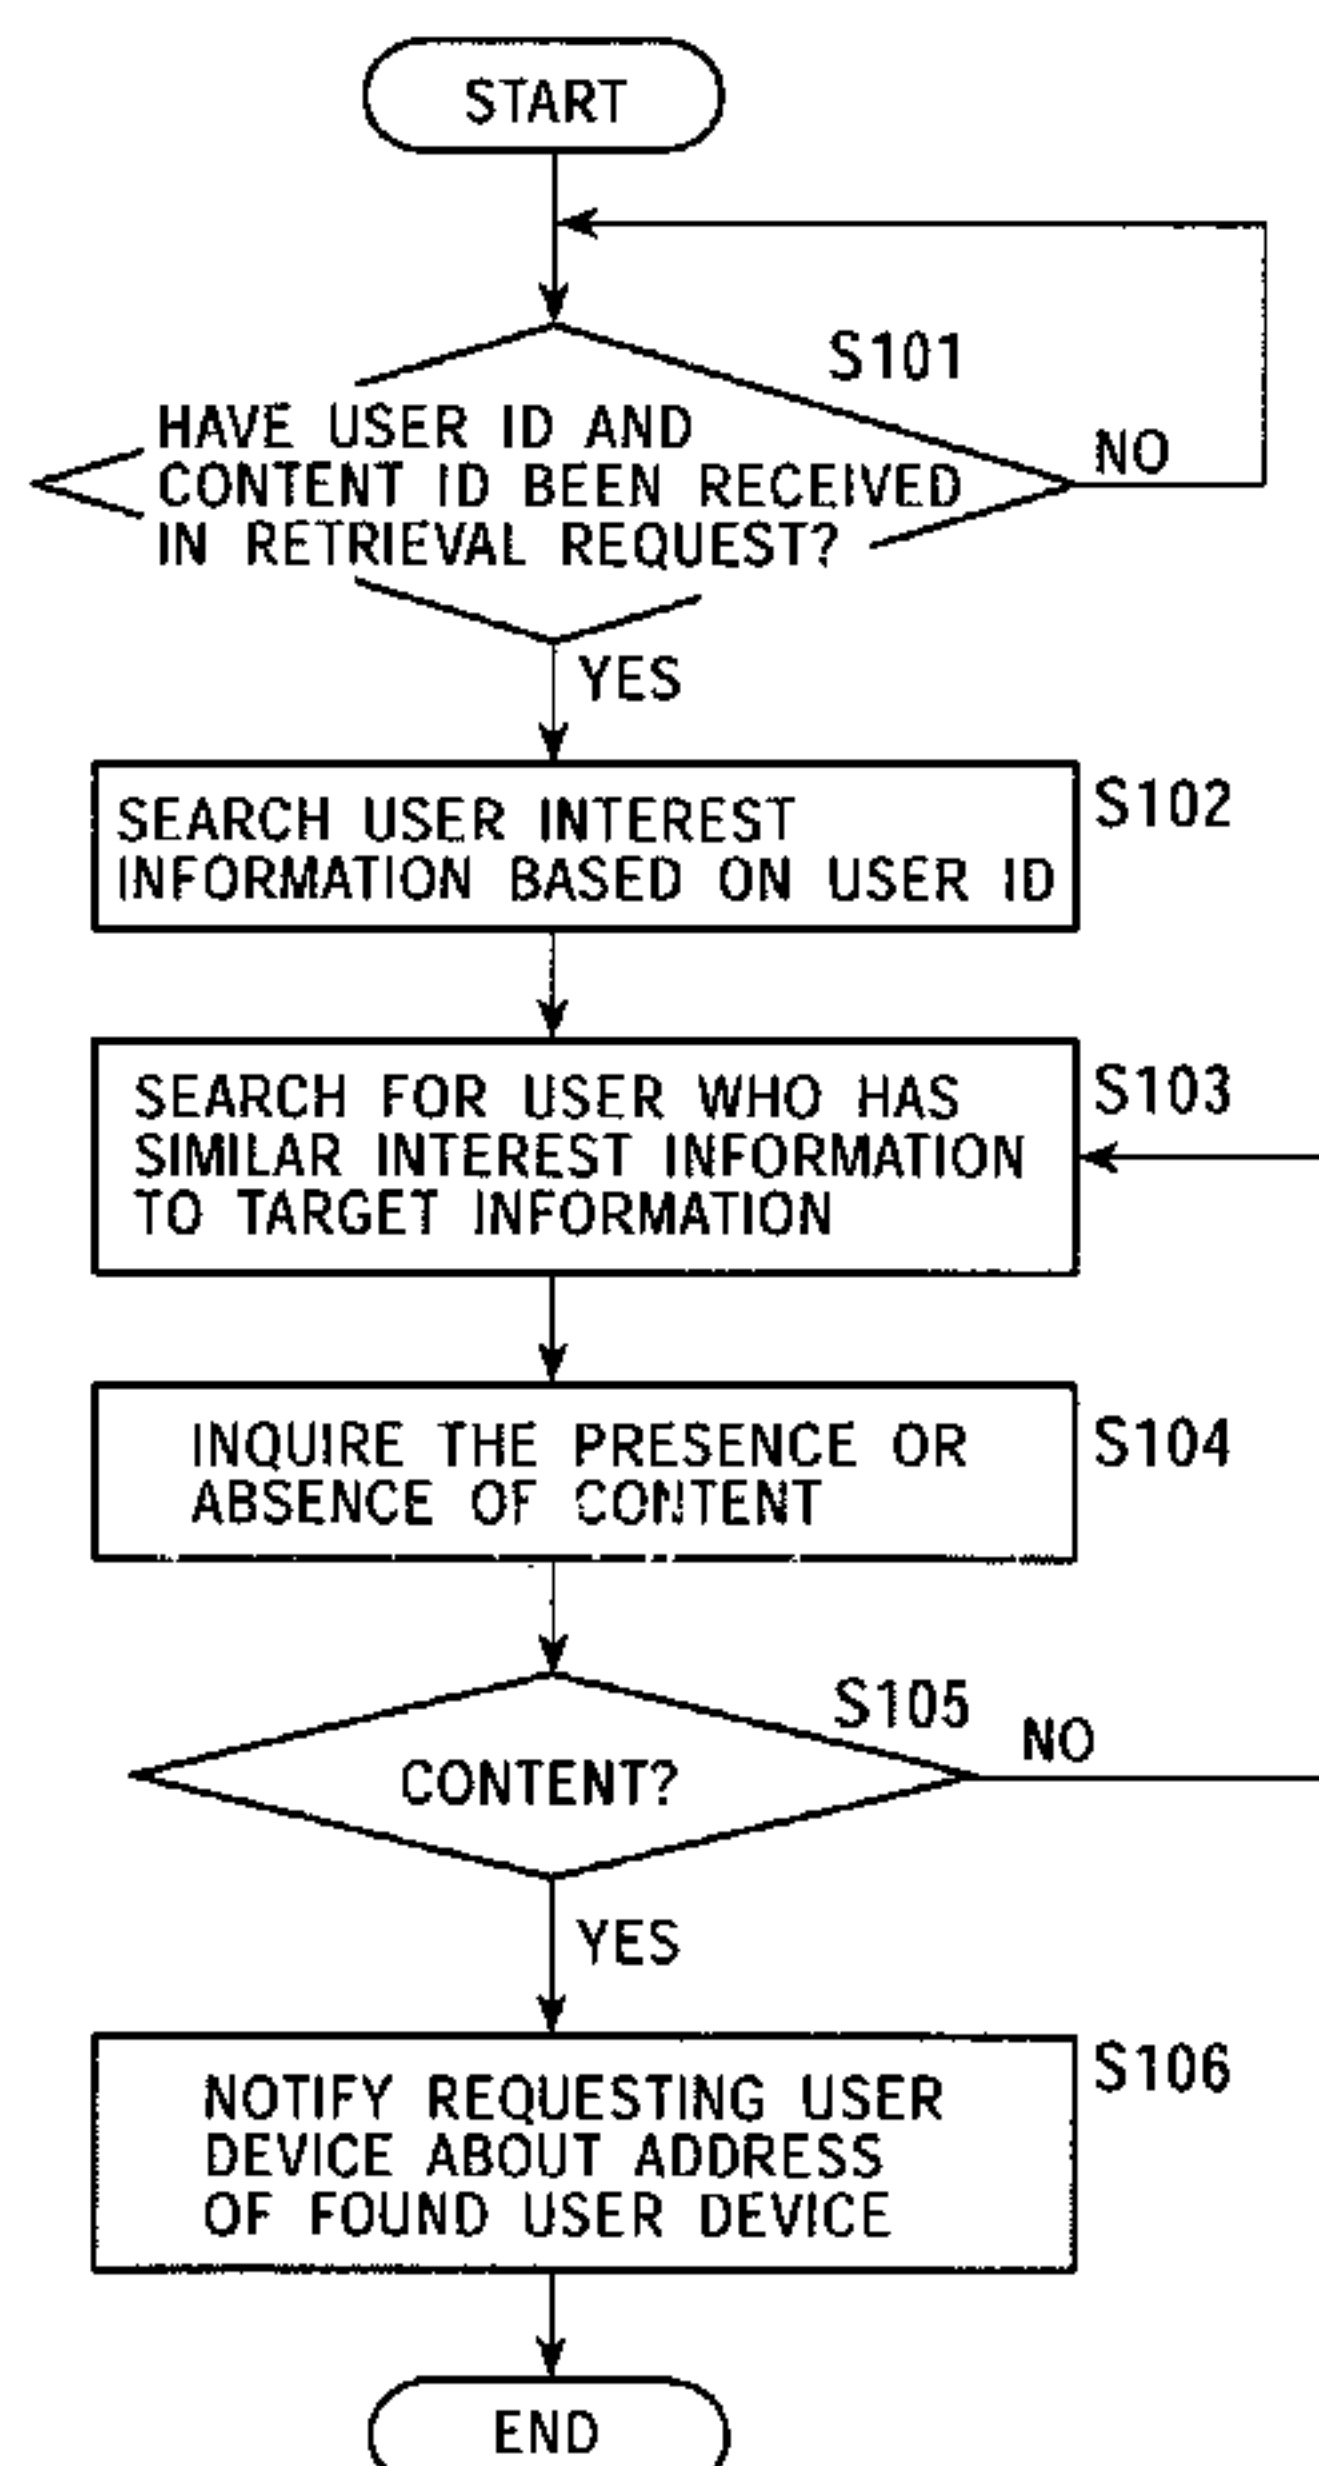 START
S101
HAVE USER ID AND
CONTENT ID BEEN RECEIVED
IN RETRIEVAL REQUEST?
NO
YES
S102
SEARCH USER INTEREST
INFORMATION BASED ON USER ID
S103
SEARCH FOR USER WHO HAS
SIMILAR INTEREST INFORMATION
TO TARGET INFORMATION
S104
INQUIRE THE PRESENCE OR
ABSENCE OF CONTENT
S105
CONTENT?
NO
YES
S106
NOTIFY REQUESTING USER
DEVICE ABOUT ADDRESS
OF FOUND USER DEVICE
END